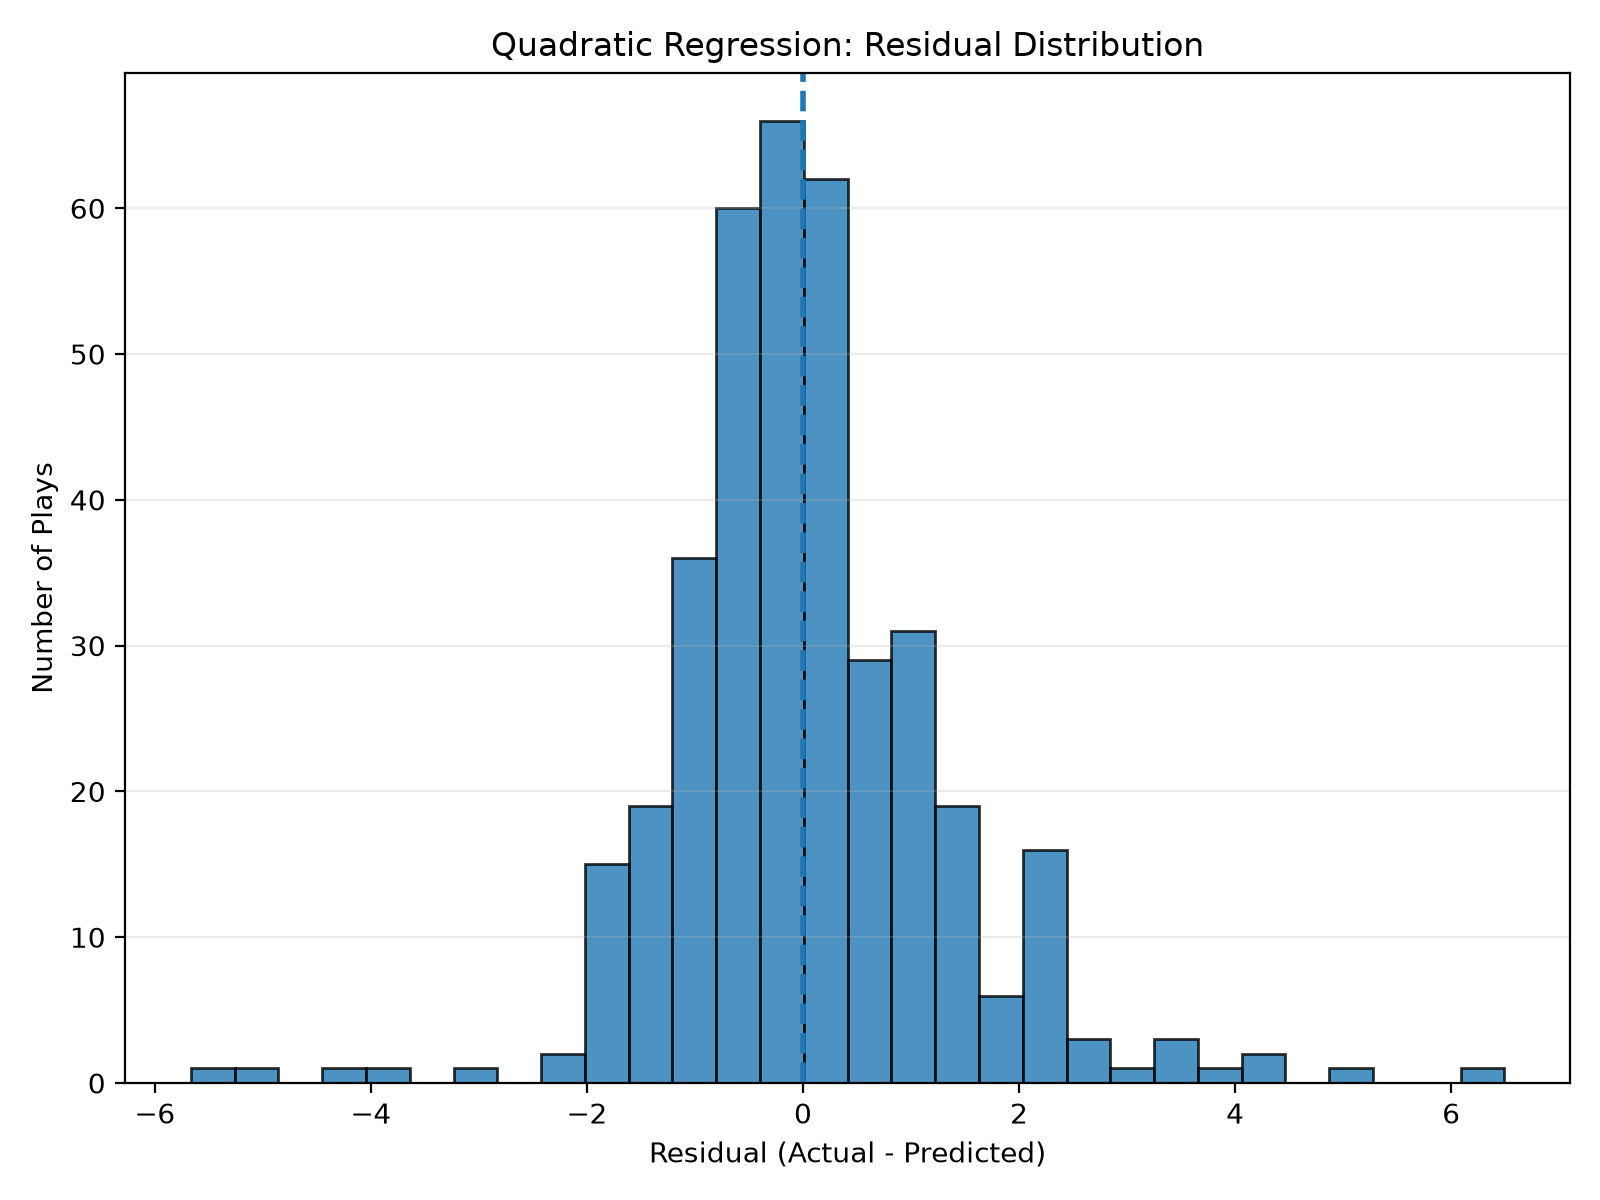 Quadratic Regression: Residual Distribution
Number of Plays
60
50
40
30
20
10
0
−6 −4 −2 0 2 4 6
Residual (Actual - Predicted)